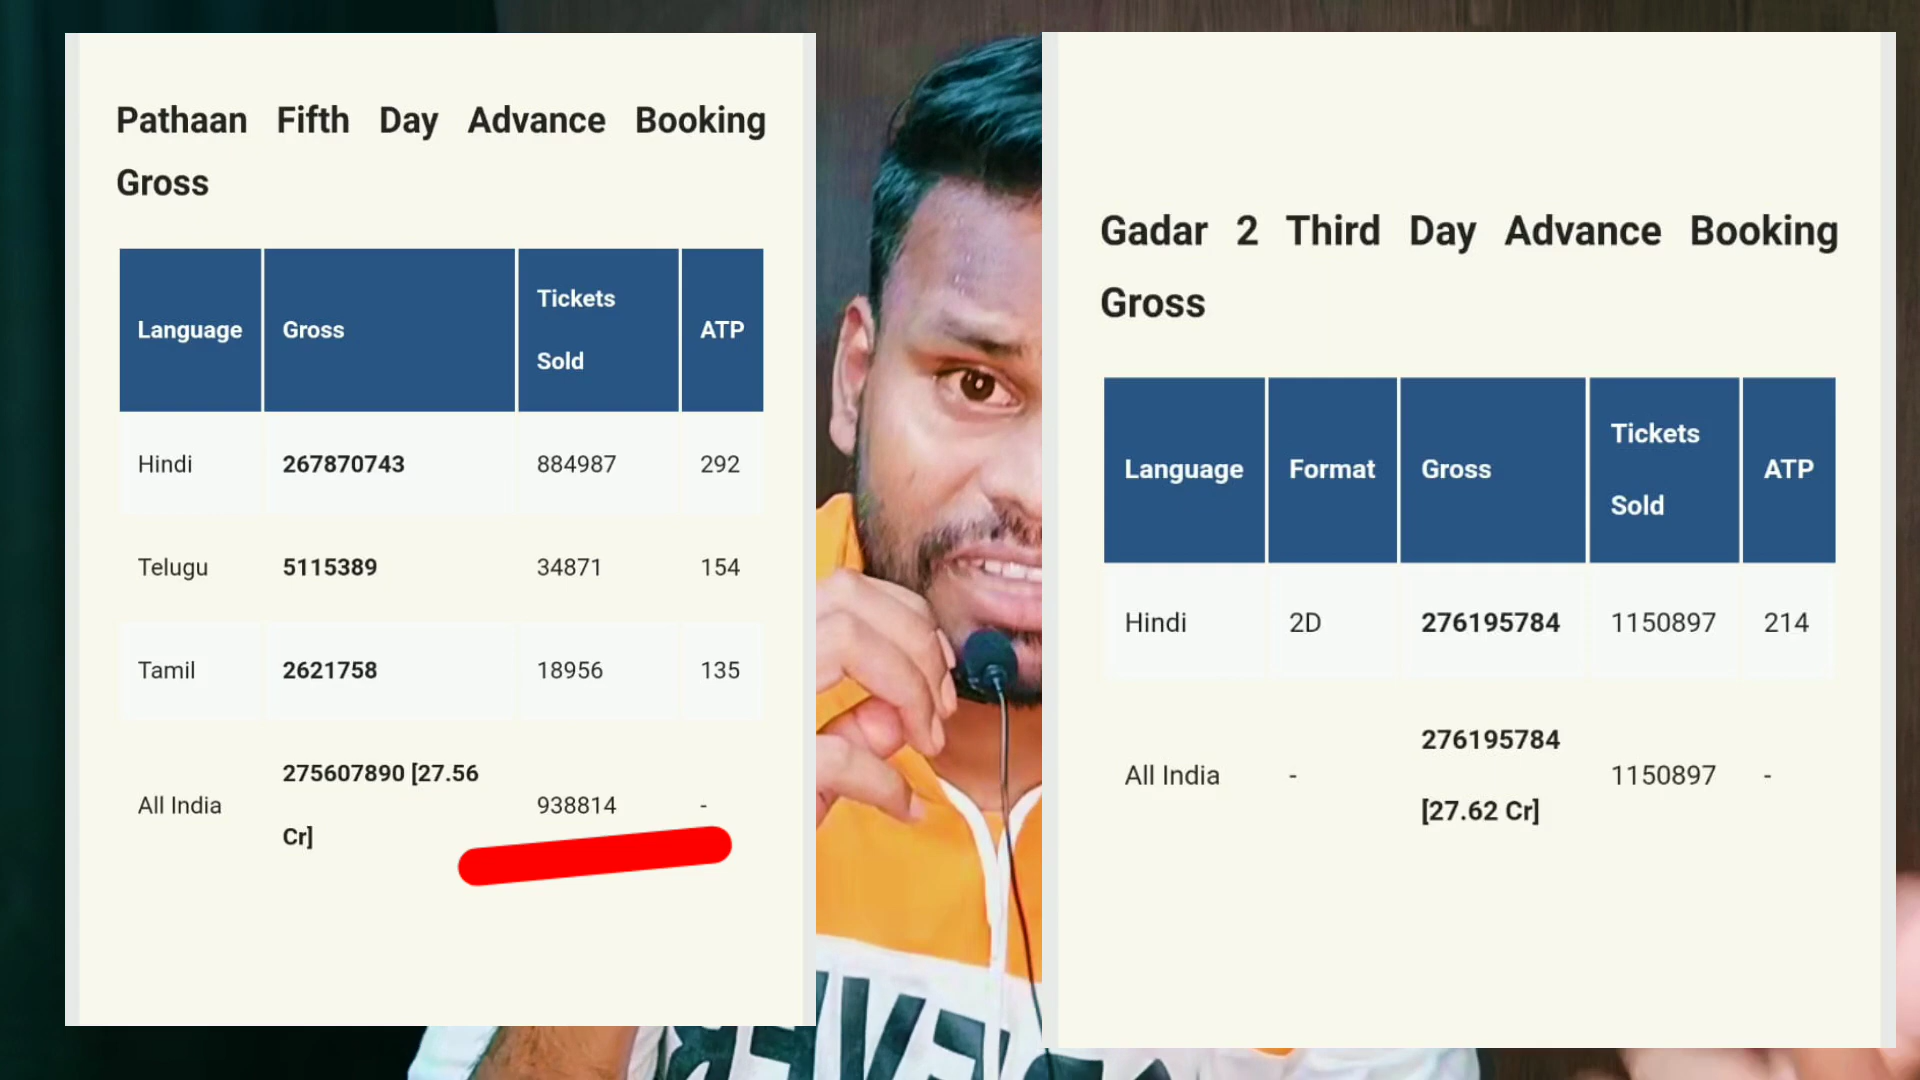 Pathaan Fifth Day Advance Booking
Gross
Language Gross Tickets Sold ATP
Hindi 267870743 884987 292
Telugu 5115389 34871 154
Tamil 2621758 18956 135
All India 275607890 [27.56 Cr] 938814 -
Gadar 2 Third Day Advance Booking
Gross
Language Format Gross Tickets Sold ATP
Hindi 2D 276195784 1150897 214
All India - 276195784 [27.62 Cr] 1150897 -